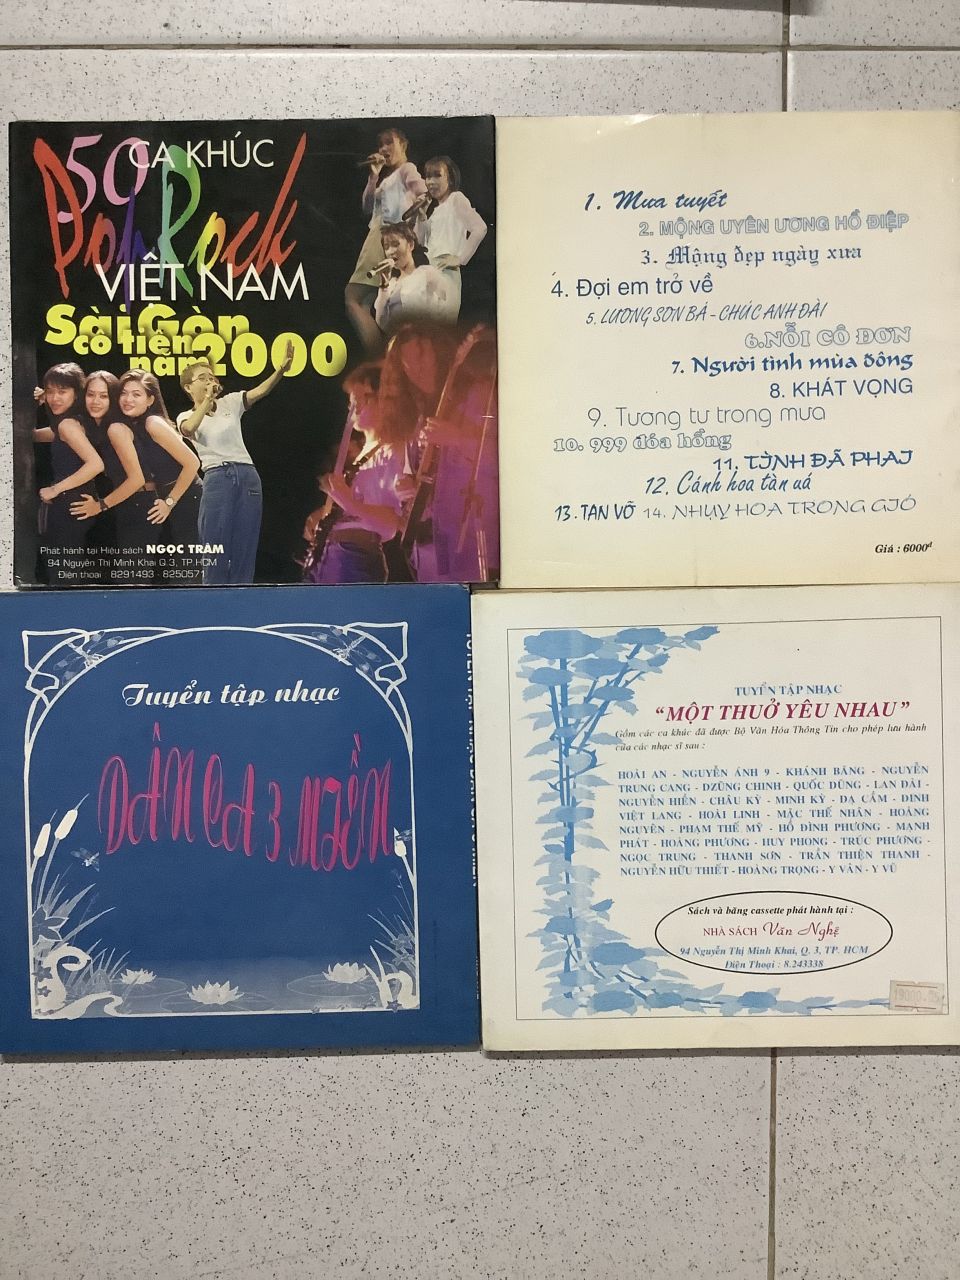 50 CA KHÚC
Pop Rock
VIỆT NAM
Sài Gòn
cô tiên
năm 2000
Phát hành tại Hiệu sách NGỌC TRÂM
94 Nguyễn Thị Minh Khai Q.3, TP.HCM
Điện thoại 8291493 - 8250571
1. Mưa tuyết
2. MỘNG UYÊN ƯƠNG HỒ ĐIỆP
3. Mộng đẹp ngày xưa
4. Đợi em trở về
5. LƯƠNG SƠN BÁ - CHÚC ANH ĐÀI
6. NỖI CÔ ĐƠN
7. Người tình mùa đông
8. KHÁT VỌNG
9. Tương tư trong mưa
10. 999 đóa hồng
11. TÌNH ĐÃ PHAI
12. Cánh hoa tàn uá
13. TAN VỠ 14. NHỤY HOA TRONG GIÓ
Giá : 6000đ
Tuyển tập nhạc
DÂN CA 3 MIỀN
TUYỂN TẬP NHẠC DÂN CA 3 MIỀN
TUYỂN TẬP NHẠC
“MỘT THUỞ YÊU NHAU”
Gồm các ca khúc đã được Bộ Văn Hóa Thông Tin cho phép lưu hành
của các nhạc sĩ sau :
HOÀI AN - NGUYỄN ÁNH 9 - KHÁNH BĂNG - NGUYỄN
TRUNG CANG - DZŨNG CHINH - QUỐC DŨNG - LAN ĐÀI -
NGUYỄN HIỀN - CHÂU KỲ - MINH KỲ - DẠ CẦM - ĐINH
VIỆT LANG - HOÀI LINH - MẶC THẾ NHÂN - HOÀNG
NGUYÊN - PHẠM THẾ MỸ - HỒ ĐÌNH PHƯƠNG - MẠNH
PHÁT - HOÀNG PHƯƠNG - HUY PHONG - TRÚC PHƯƠNG -
NGỌC TRUNG - THANH SƠN - TRẦN THIỆN THANH -
NGUYỄN HỮU THIẾT - HOÀNG TRỌNG - Y VÂN - Y VŨ
Sách và băng cassette phát hành tại :
NHÀ SÁCH Văn Nghệ
94 Nguyễn Thị Minh Khai, Q. 3, TP. HCM
Điện Thoại : 8.243338